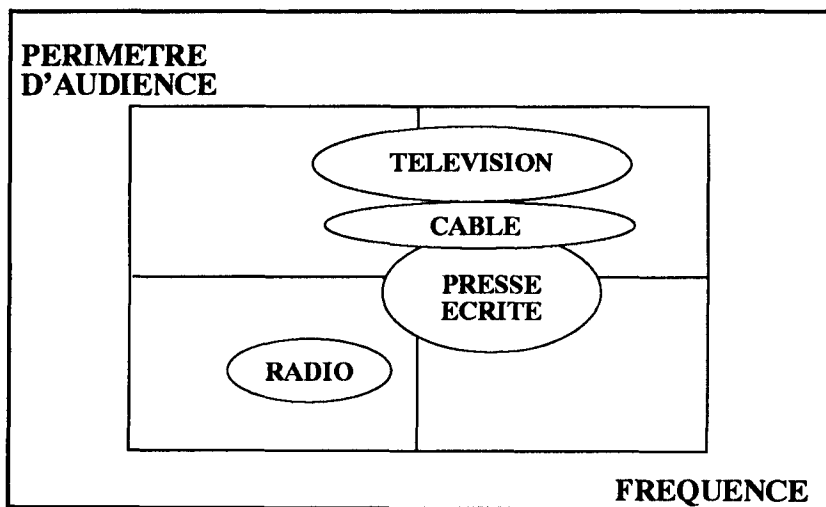 PERIMETRE
D'AUDIENCE
TELEVISION
CABLE
PRESSE
ECRITE
RADIO
FREQUENCE